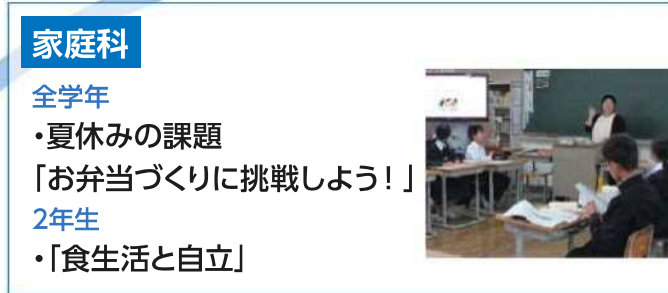 家庭科
全学年
・夏休みの課題
「お弁当づくりに挑戦しよう！」
2年生
・「食生活と自立」